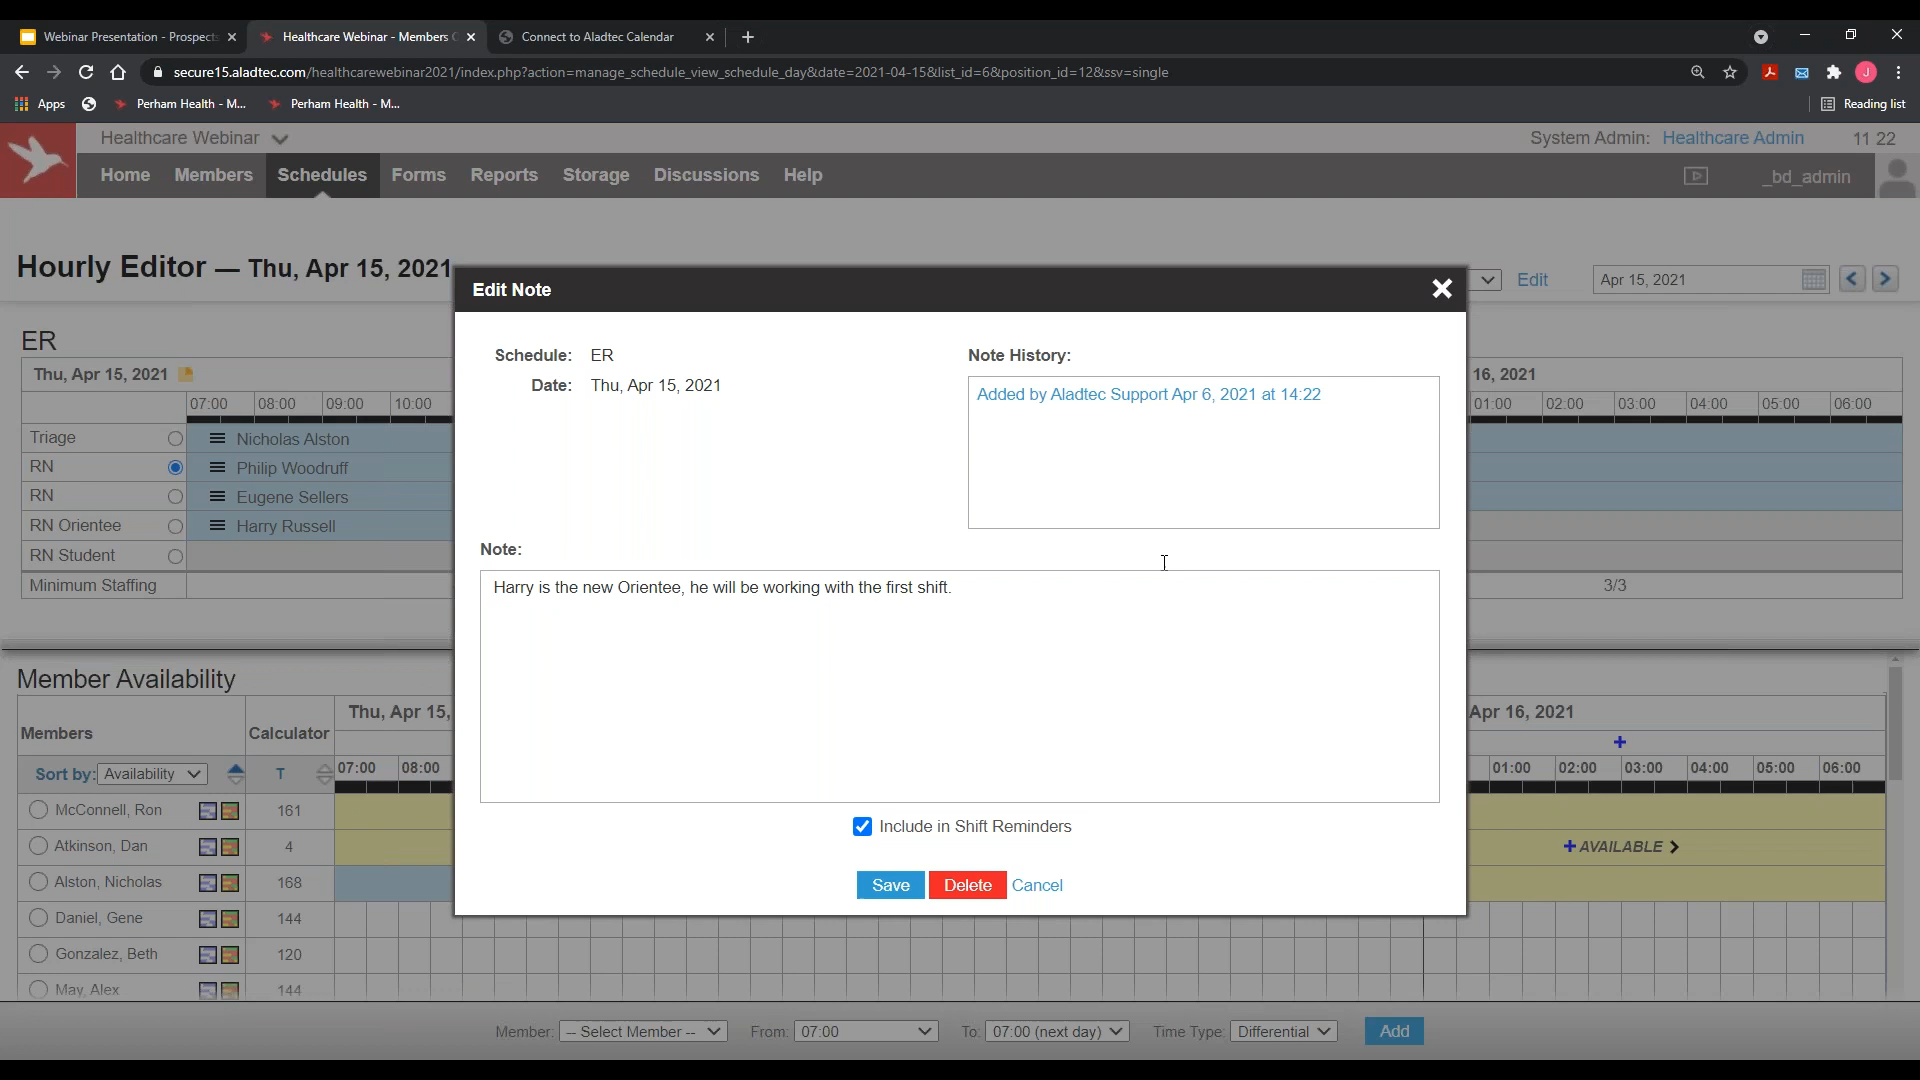 Webinar Presentation - Prospects
Healthcare Webinar - Members
Connect to Aladtec Calendar
secure15.aladtec.com/healthcarewebinar2021/index.php?action=manage_schedule_view_schedule_day&date=2021-04-15&list_id=6&position_id=12&ssv=single
J
Apps
Perham Health - M...
Perham Health - M...
Reading list
Healthcare Webinar
System Admin: Healthcare Admin
11 22
Home
Members
Schedules
Forms
Reports
Storage
Discussions
Help
_bd_admin
Hourly Editor — Thu, Apr 15, 2021
Edit
Apr 15, 2021
Edit Note
Schedule: ER
Date: Thu, Apr 15, 2021
Note History:
Added by Aladtec Support Apr 6, 2021 at 14:22
Note:
Harry is the new Orientee, he will be working with the first shift.
Include in Shift Reminders
Save
Delete
Cancel
ER
Thu, Apr 15, 2021
16, 2021
07:00 08:00 09:00 10:00
01:00 02:00 03:00 04:00 05:00 06:00
Triage Nicholas Alston
RN Philip Woodruff
RN Eugene Sellers
RN Orientee Harry Russell
RN Student
Minimum Staffing
3/3
Member Availability
Members
Calculator
Thu, Apr 15,
Apr 16, 2021
+
Sort by: Availability
T
07:00 08:00
01:00 02:00 03:00 04:00 05:00 06:00
McConnell, Ron 161
Atkinson, Dan 4
+ AVAILABLE
Alston, Nicholas 168
Daniel, Gene 144
Gonzalez, Beth 120
May, Alex 144
Member: -- Select Member --
From: 07:00
To: 07:00 (next day)
Time Type: Differential
Add